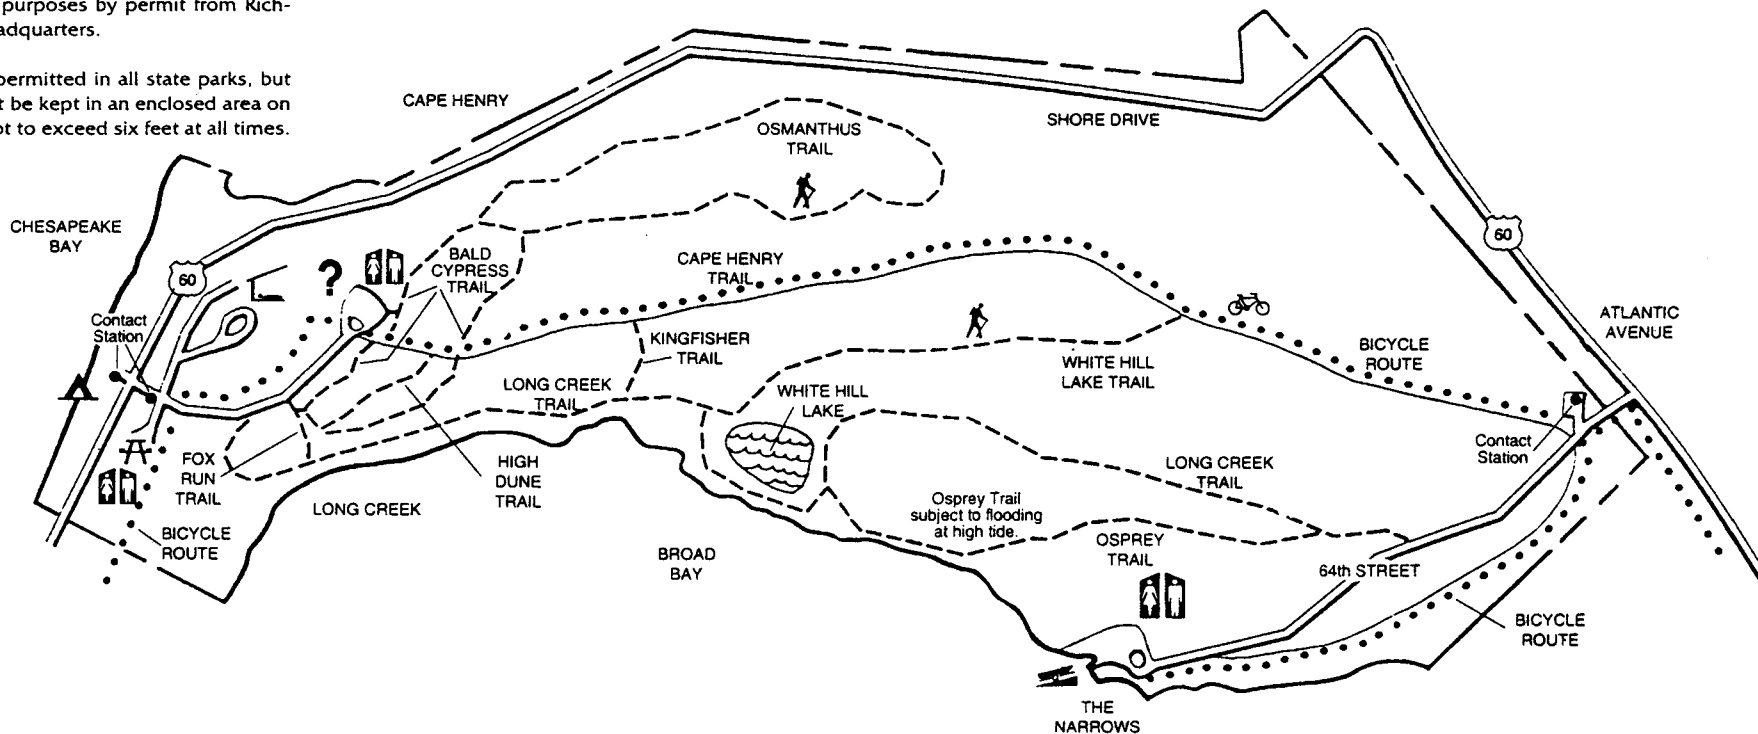 purposes by permit from Rich-
adquarters.
permitted in all state parks, but
t be kept in an enclosed area on
ot to exceed six feet at all times.
CAPE HENRY
SHORE DRIVE
OSMANTHUS
TRAIL
CHESAPEAKE
BAY
60
60
BALD
CYPRESS
TRAIL
?
CAPE HENRY
TRAIL
Contact
Station
KINGFISHER
TRAIL
ATLANTIC
AVENUE
BICYCLE
ROUTE
WHITE HILL
LAKE TRAIL
LONG CREEK
TRAIL
WHITE HILL
LAKE
Contact
Station
FOX
RUN
TRAIL
HIGH
DUNE
TRAIL
LONG CREEK
TRAIL
LONG CREEK
Osprey Trail
subject to flooding
at high tide.
BICYCLE
ROUTE
BROAD
BAY
OSPREY
TRAIL
64th STREET
BICYCLE
ROUTE
THE
NARROWS